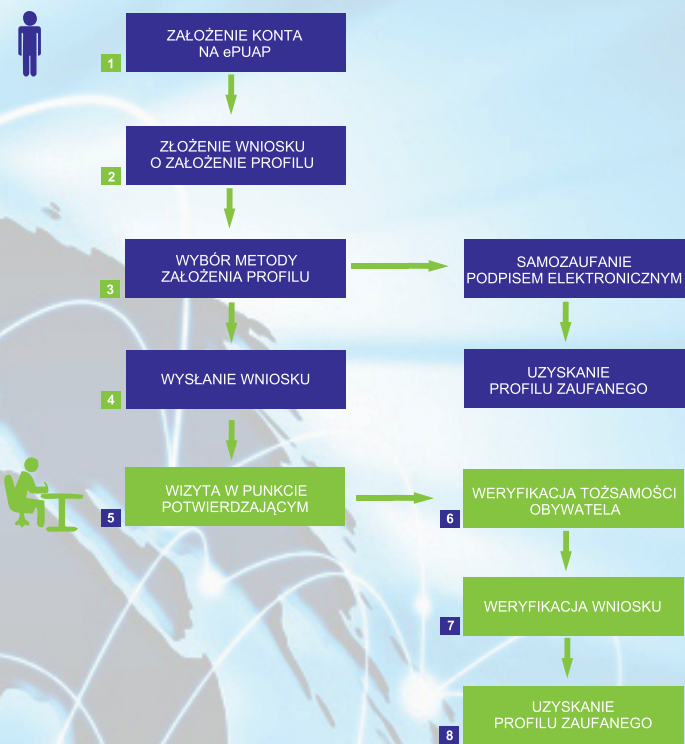 ZAŁOŻENIE KONTA
NA ePUAP
1
ZŁOŻENIE WNIOSKU
O ZAŁOŻENIE PROFILU
2
WYBÓR METODY
ZAŁOŻENIA PROFILU
3
SAMOZAUFANIE
PODPISEM ELEKTRONICZNYM
UZYSKANIE
PROFILU ZAUFANEGO
WYSŁANIE WNIOSKU
4
WIZYTA W PUNKCIE
POTWIERDZAJĄCYM
5
WERYFIKACJA TOŻSAMOŚCI
OBYWATELA
6
WERYFIKACJA WNIOSKU
7
UZYSKANIE
PROFILU ZAUFANEGO
8